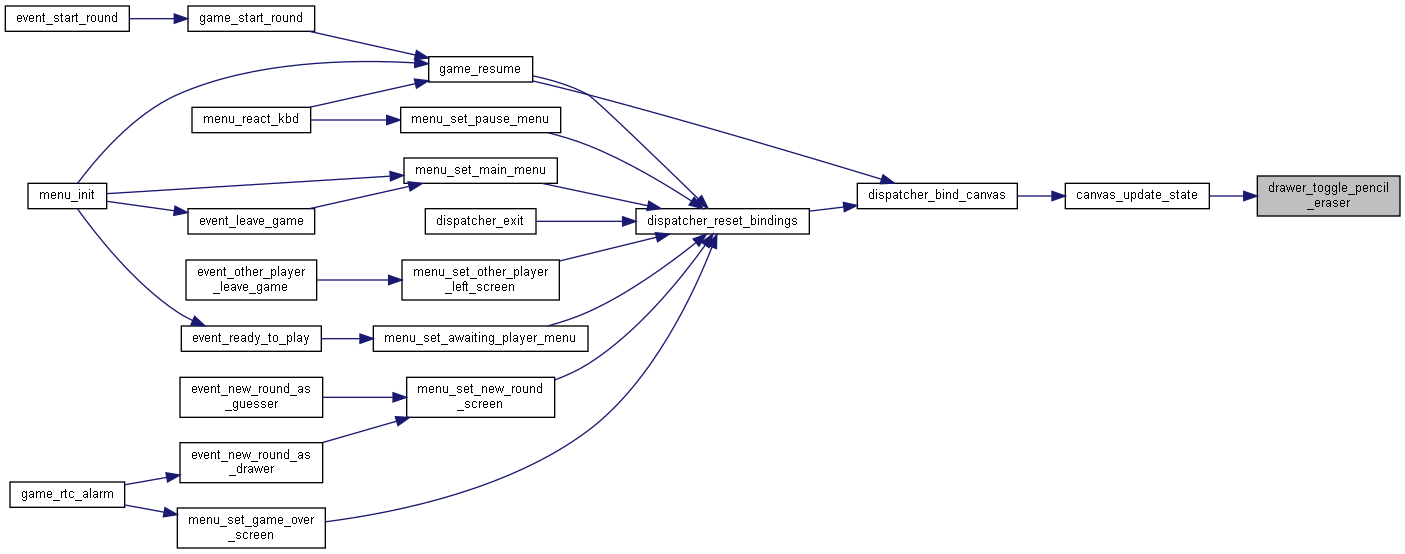 event_start_round
game_start_round
game_resume
menu_react_kbd
menu_set_pause_menu
menu_set_main_menu
menu_init
event_leave_game
dispatcher_exit
dispatcher_reset_bindings
dispatcher_bind_canvas
canvas_update_state
drawer_toggle_pencil
_eraser
event_other_player
_leave_game
menu_set_other_player
_left_screen
event_ready_to_play
menu_set_awaiting_player_menu
event_new_round_as
_guesser
menu_set_new_round
_screen
event_new_round_as
_drawer
game_rtc_alarm
menu_set_game_over
_screen